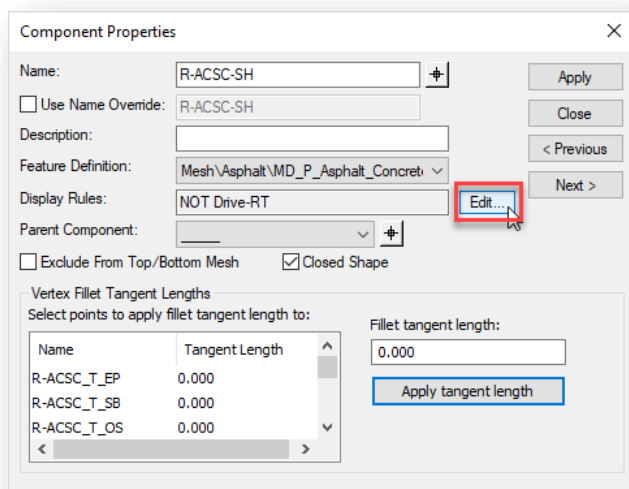 Component Properties
Name:
R-ACSC-SH
Apply
Use Name Override:
R-ACSC-SH
Close
Description:
< Previous
Feature Definition:
Mesh\Asphalt\MD_P_Asphalt_Concrete
Next >
Display Rules:
NOT Drive-RT
Edit...
Parent Component:
Exclude From Top/Bottom Mesh
Closed Shape
Vertex Fillet Tangent Lengths
Select points to apply fillet tangent length to:
Fillet tangent length:
Name
Tangent Length
0.000
R-ACSC_T_EP
0.000
Apply tangent length
R-ACSC_T_SB
0.000
R-ACSC_T_OS
0.000